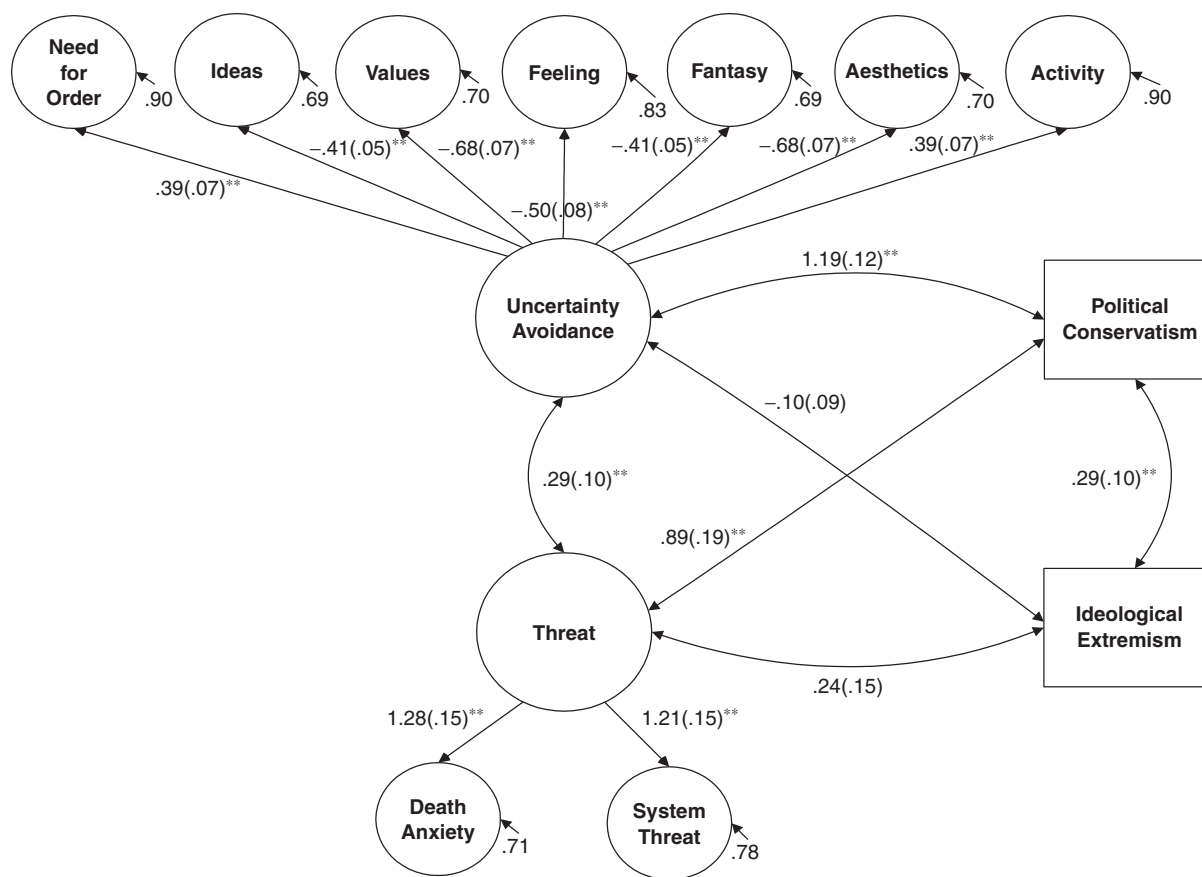 Need
for
Order
Ideas
Values
Feeling
Fantasy
Aesthetics
Activity
.90
.69
.70
.83
.69
.70
.90
.39(.07)**
−.41(.05)**
−.68(.07)**
−.50(.08)**
−.41(.05)**
−.68(.07)**
.39(.07)**
Uncertainty
Avoidance
1.19(.12)**
Political
Conservatism
−.10(.09)
.29(.10)**
.89(.19)**
.29(.10)**
Threat
Ideological
Extremism
.24(.15)
1.28(.15)**
1.21(.15)**
Death
Anxiety
.71
System
Threat
.78